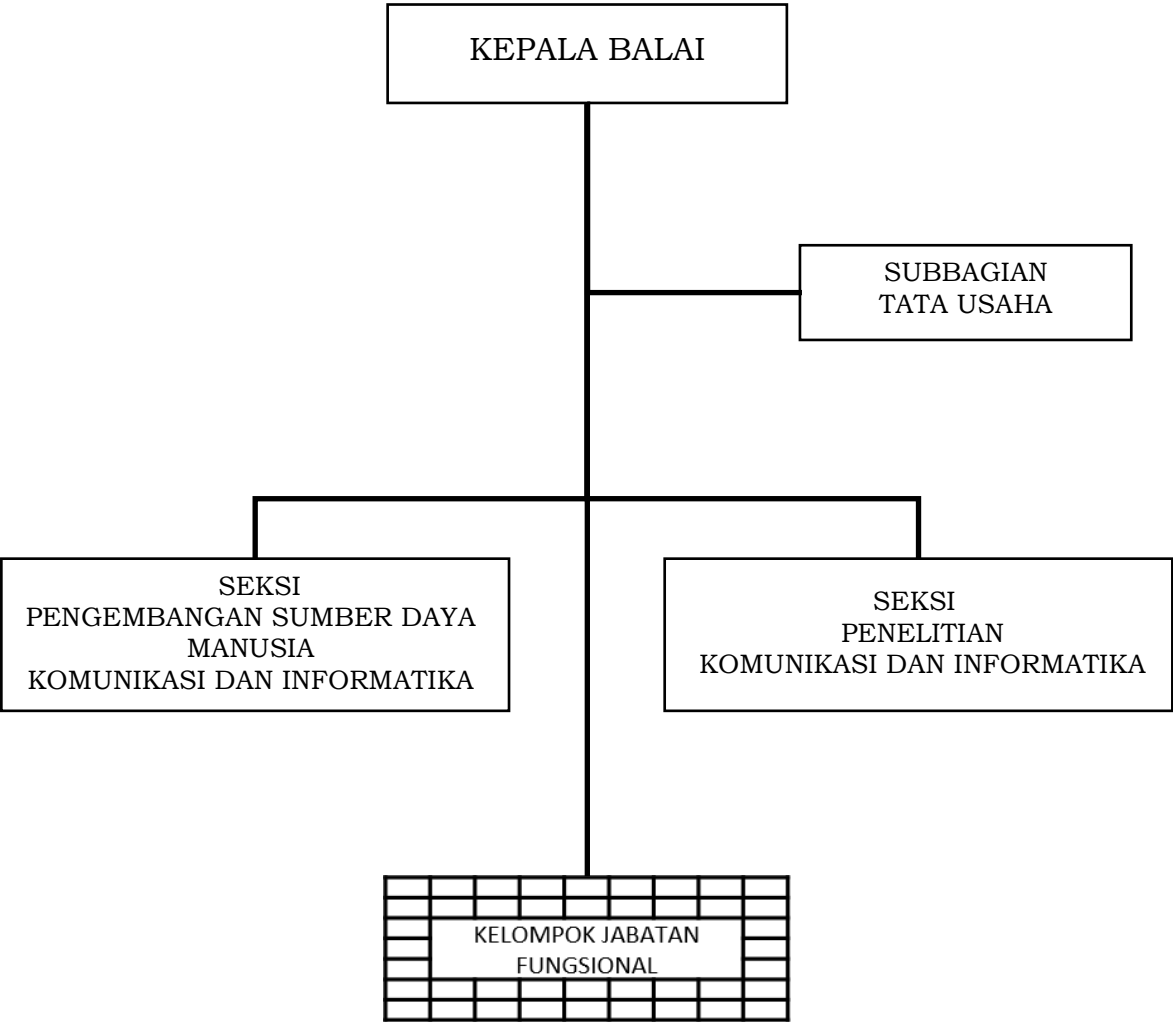 KEPALA BALAI
SUBBAGIAN
TATA USAHA
SEKSI
PENGEMBANGAN SUMBER DAYA
MANUSIA
KOMUNIKASI DAN INFORMATIKA
SEKSI
PENELITIAN
KOMUNIKASI DAN INFORMATIKA
KELOMPOK JABATAN
FUNGSIONAL